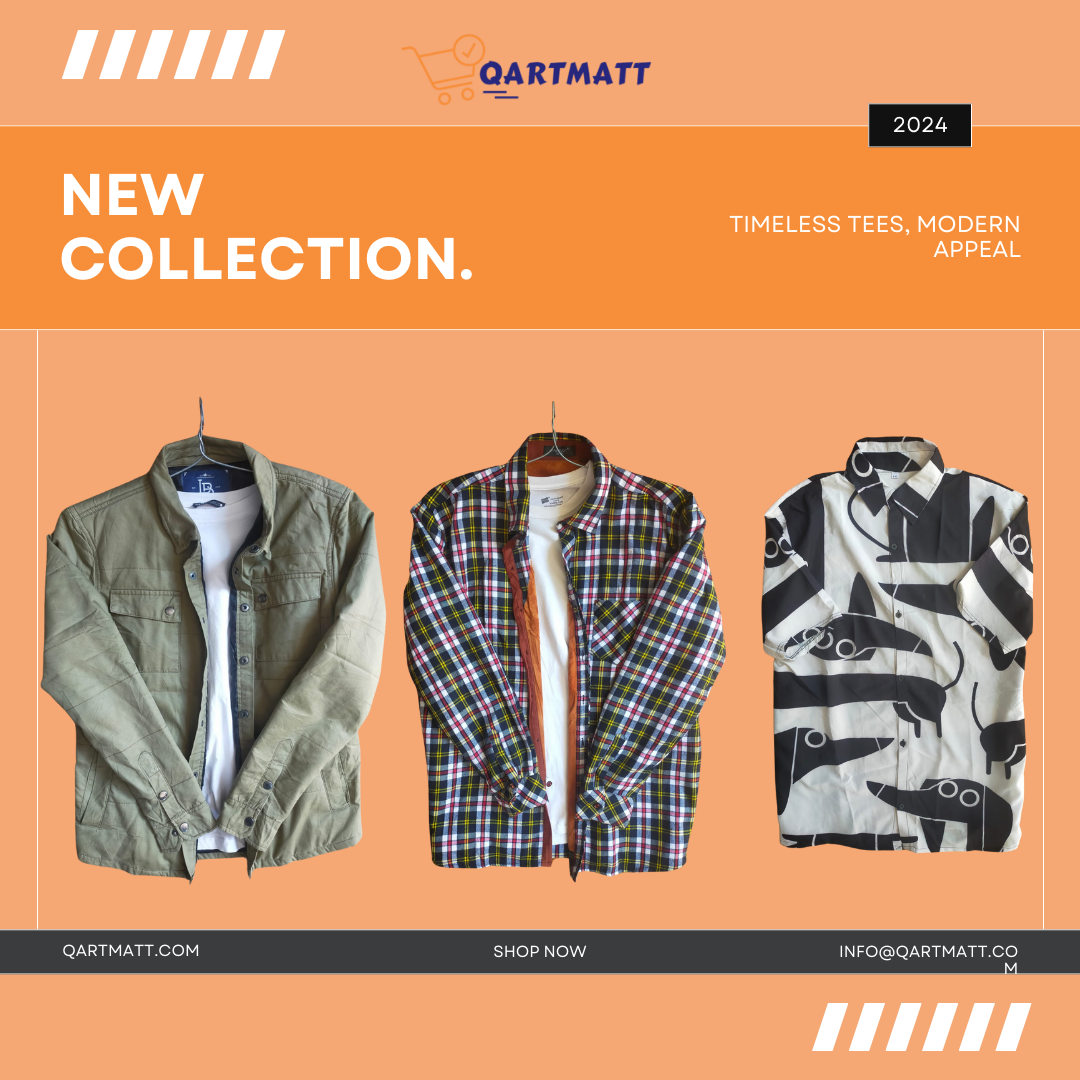 QARTMATT
2024
NEW
COLLECTION.
TIMELESS TEES, MODERN
APPEAL
QARTMATT.COM
SHOP NOW
INFO@QARTMATT.CO
M